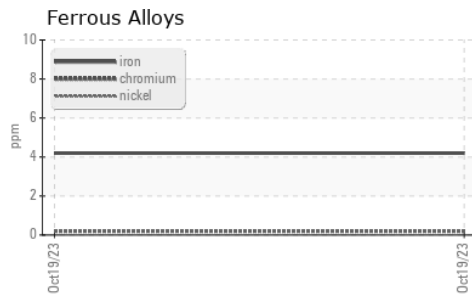 Ferrous Alloys
10
8
6
4
2
0
ppm
iron
chromium
nickel
Oct19/23
Oct19/23